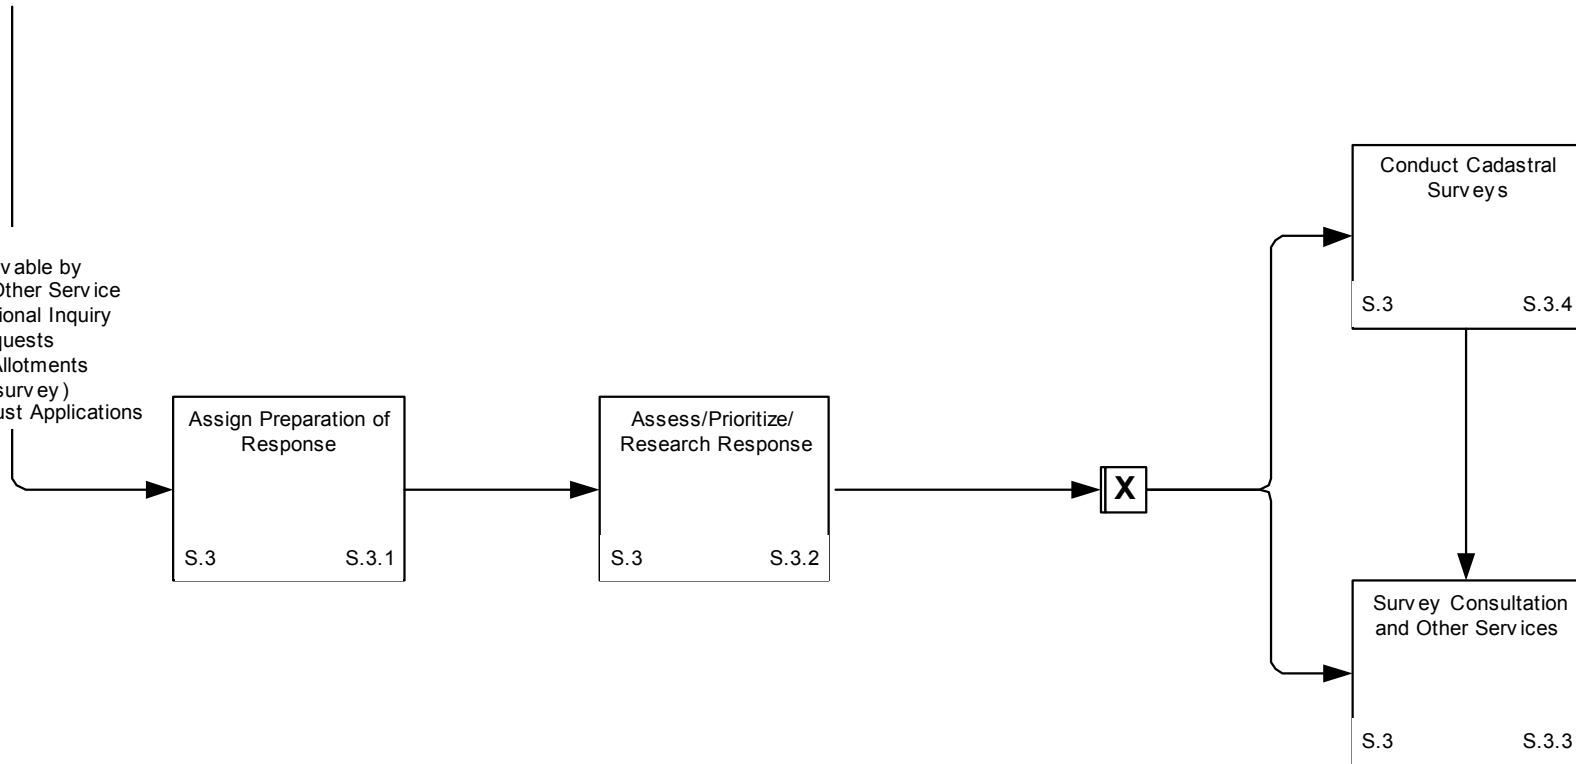 vable by
Other Service
ional Inquiry
quests
Allotments
survey)
ust Applications
Assign Preparation of
Response
S.3 S.3.1
Assess/Prioritize/
Research Response
S.3 S.3.2
X
Conduct Cadastral
Surveys
S.3 S.3.4
Survey Consultation
and Other Services
S.3 S.3.3